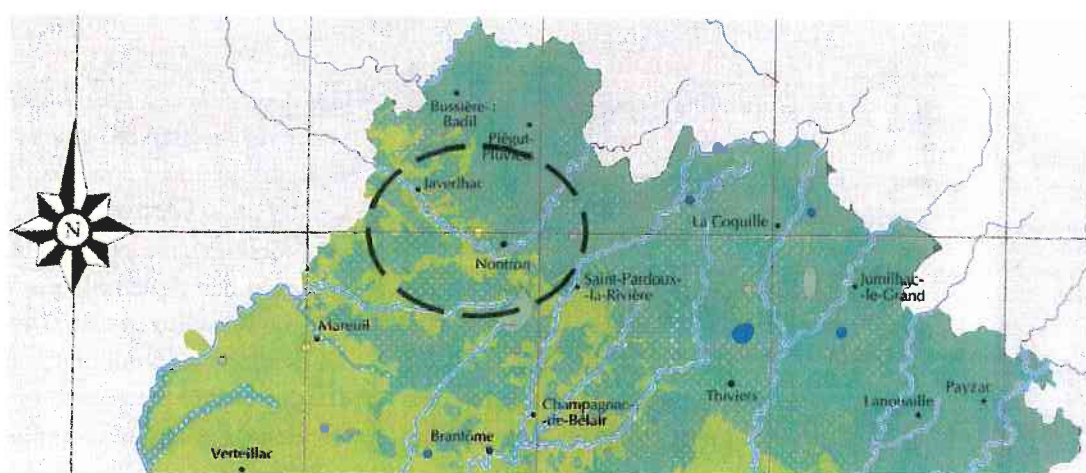 Bussière-
Badil
Piégut-
Pluviers
Javerlhac
N
La Coquille
Nontron
Saint-Pardoux-
-la-Rivière
Jumilhac-
-le-Grand
Mareuil
Thiviers
Payzac
Lanouaille
Champagnac-
-de-Bélair
Brantôme
Verteillac